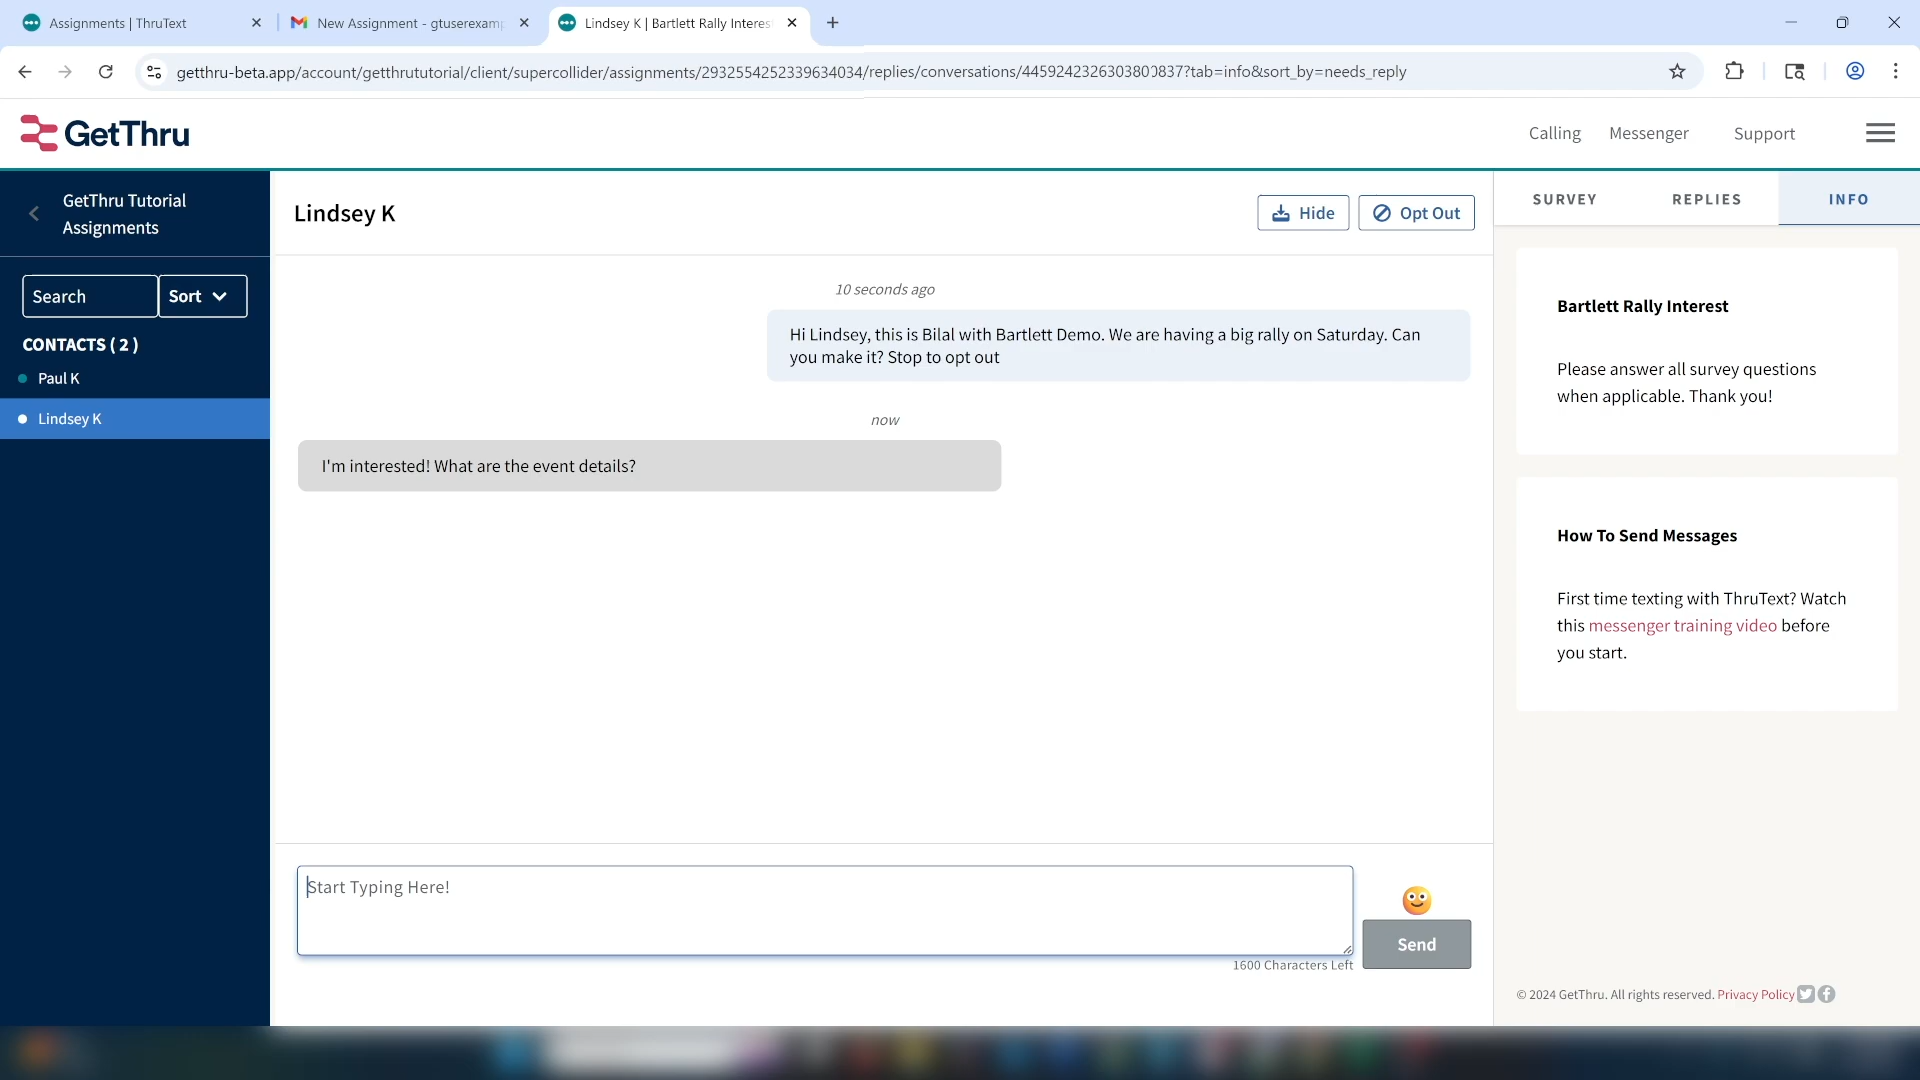 Assignments | ThruText
New Assignment - gtuserexamp
Lindsey K | Bartlett Rally Interes
getthru-beta.app/account/getthrututorial/client/supercollider/assignments/2932554252339634034/replies/conversations/4459242326303800837?tab=info&sort_by=needs_reply
GetThru
Calling
Messenger
Support
GetThru Tutorial
Assignments
Search
Sort
CONTACTS ( 2 )
Paul K
Lindsey K
Lindsey K
Hide
Opt Out
10 seconds ago
Hi Lindsey, this is Bilal with Bartlett Demo. We are having a big rally on Saturday. Can
you make it? Stop to opt out
now
I'm interested! What are the event details?
Start Typing Here!
1600 Characters Left
Send
SURVEY
REPLIES
INFO
Bartlett Rally Interest
Please answer all survey questions
when applicable. Thank you!
How To Send Messages
First time texting with ThruText? Watch
this messenger training video before
you start.
© 2024 GetThru. All rights reserved. Privacy Policy